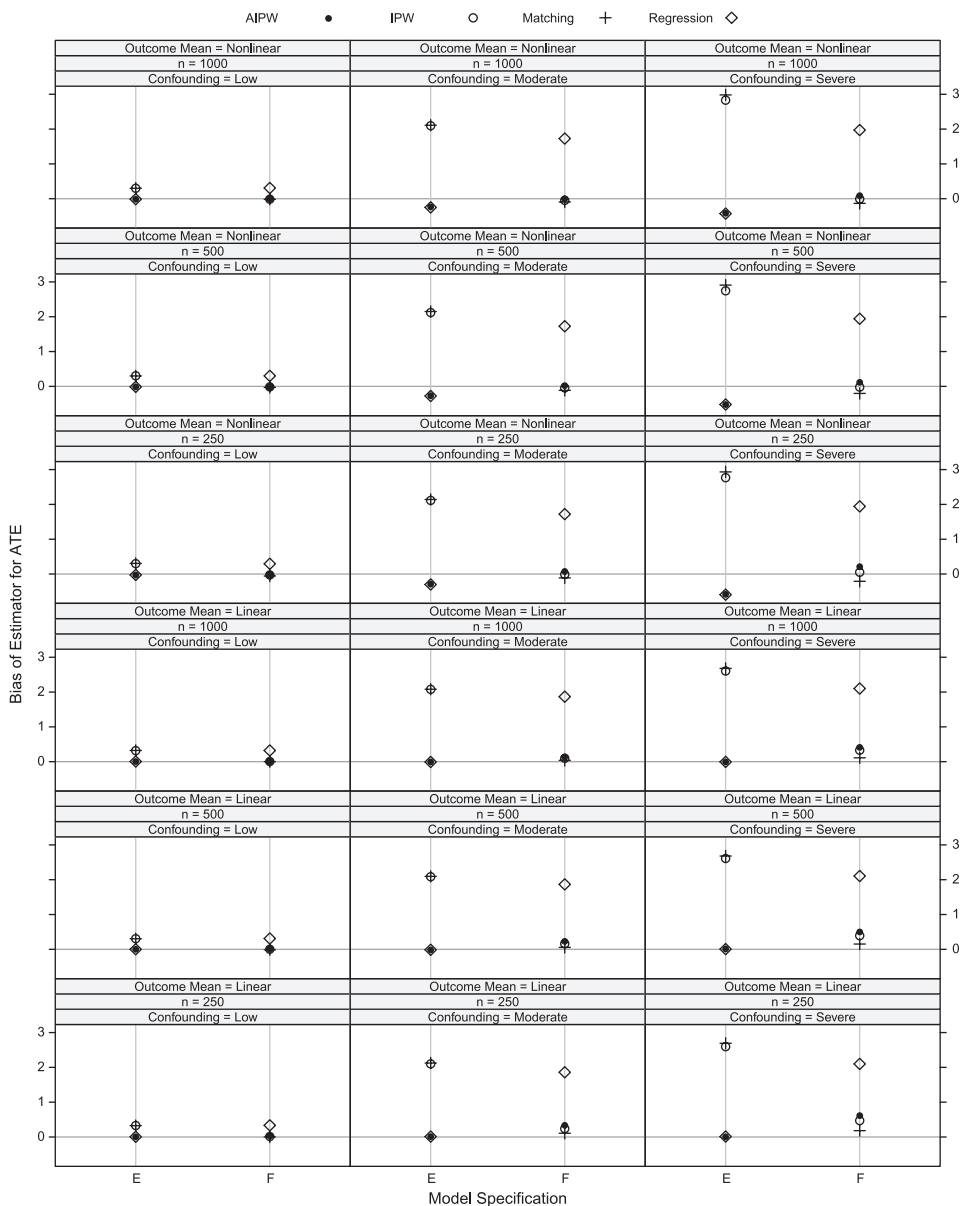 AIPW IPW Matching Regression
Outcome Mean = Nonlinear Outcome Mean = Nonlinear Outcome Mean = Nonlinear
n = 1000 n = 1000 n = 1000
Confounding = Low Confounding = Moderate Confounding = Severe
3
2
1
0
Outcome Mean = Nonlinear Outcome Mean = Nonlinear Outcome Mean = Nonlinear
n = 500 n = 500 n = 500
Confounding = Low Confounding = Moderate Confounding = Severe
3
2
1
0
Outcome Mean = Nonlinear Outcome Mean = Nonlinear Outcome Mean = Nonlinear
n = 250 n = 250 n = 250
Confounding = Low Confounding = Moderate Confounding = Severe
3
2
1
0
Bias of Estimator for ATE
Outcome Mean = Linear Outcome Mean = Linear Outcome Mean = Linear
n = 1000 n = 1000 n = 1000
Confounding = Low Confounding = Moderate Confounding = Severe
3
2
1
0
Outcome Mean = Linear Outcome Mean = Linear Outcome Mean = Linear
n = 500 n = 500 n = 500
Confounding = Low Confounding = Moderate Confounding = Severe
3
2
1
0
Outcome Mean = Linear Outcome Mean = Linear Outcome Mean = Linear
n = 250 n = 250 n = 250
Confounding = Low Confounding = Moderate Confounding = Severe
3
2
1
0
E F E F E F
Model Specification